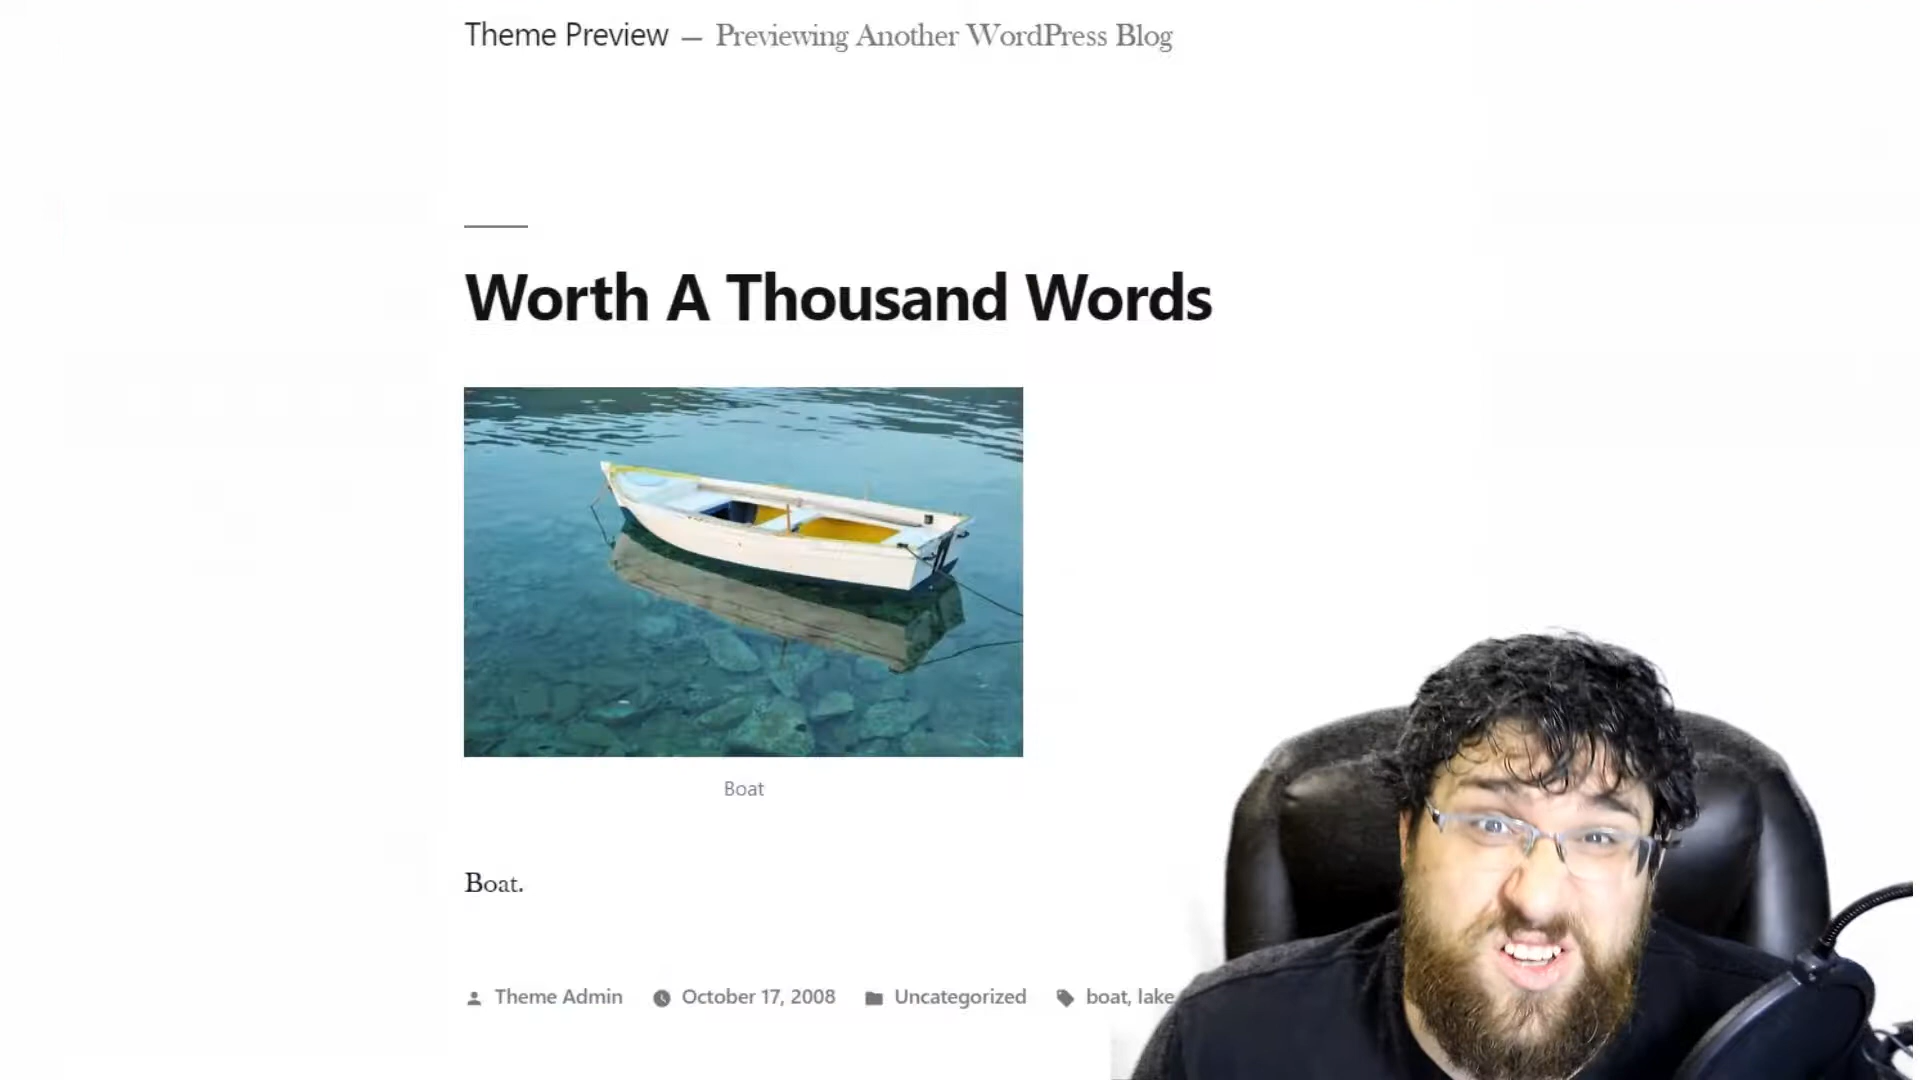 Theme Preview — Previewing Another WordPress Blog
Worth A Thousand Words
Boat
Boat.
Theme Admin October 17, 2008 Uncategorized boat, lake